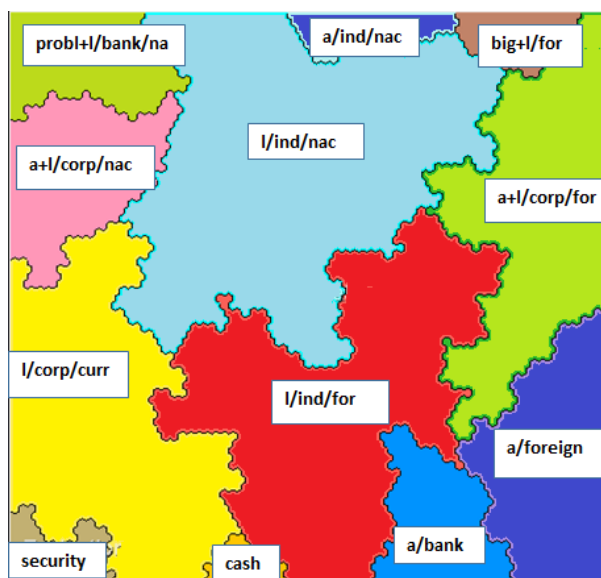 probl+l/bank/na
a/ind/nac
big+l/for
l/ind/nac
a+l/corp/nac
a+l/corp/for
l/corp/curr
l/ind/for
a/foreign
a/bank
security
cash